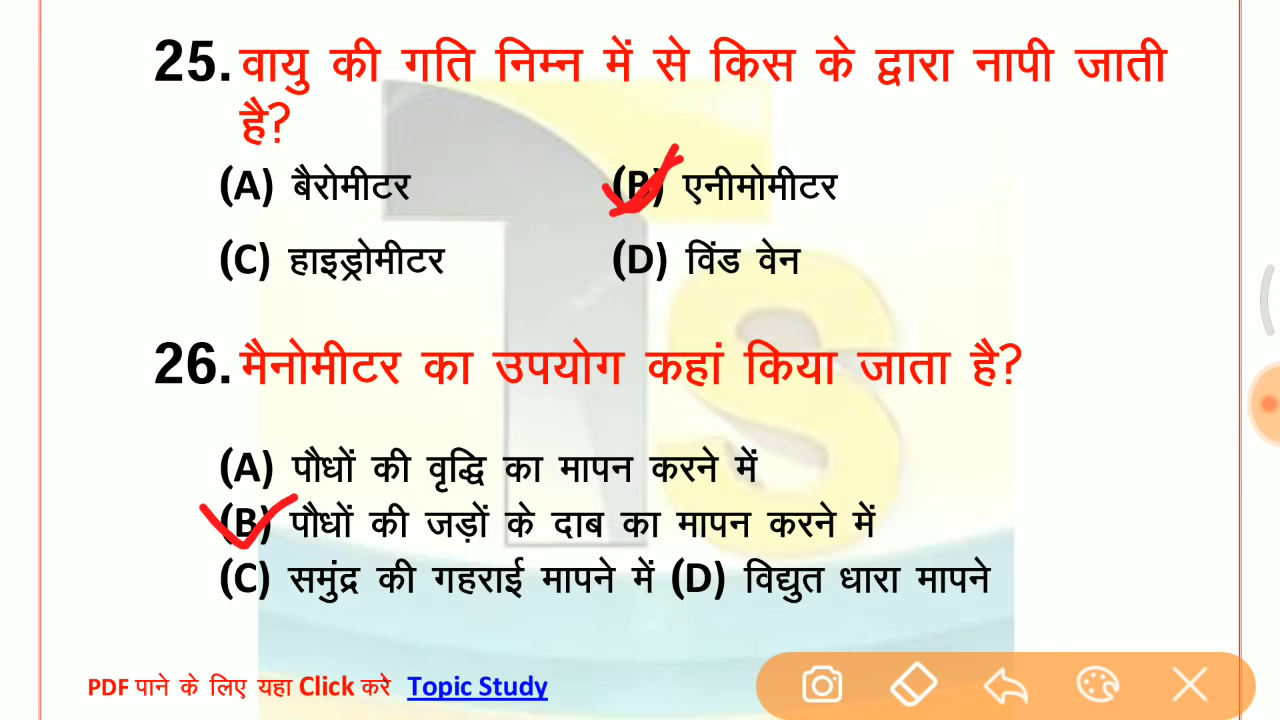 25. वायु की गति निम्न में से किस के द्वारा नापी जाती
है?
(A) बैरोमीटर (B) एनीमोमीटर
(C) हाइड्रोमीटर (D) विंड वेन
26. मैनोमीटर का उपयोग कहां किया जाता है?
(A) पौधों की वृद्धि का मापन करने में
(B) पौधों की जड़ों के दाब का मापन करने में
(C) समुंद्र की गहराई मापने में (D) विद्युत धारा मापने
PDF पाने के लिए यहा Click करे Topic Study